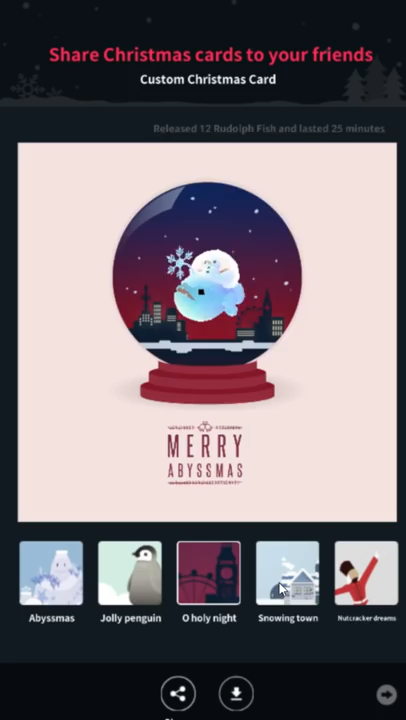 Share Christmas cards to your friends
Custom Christmas Card
Released 12 Rudolph Fish and lasted 25 minutes
MERRY
ABYSSMAS
Abyssmas
Jolly penguin
O holy night
Snowing town
Nutcracker dreams